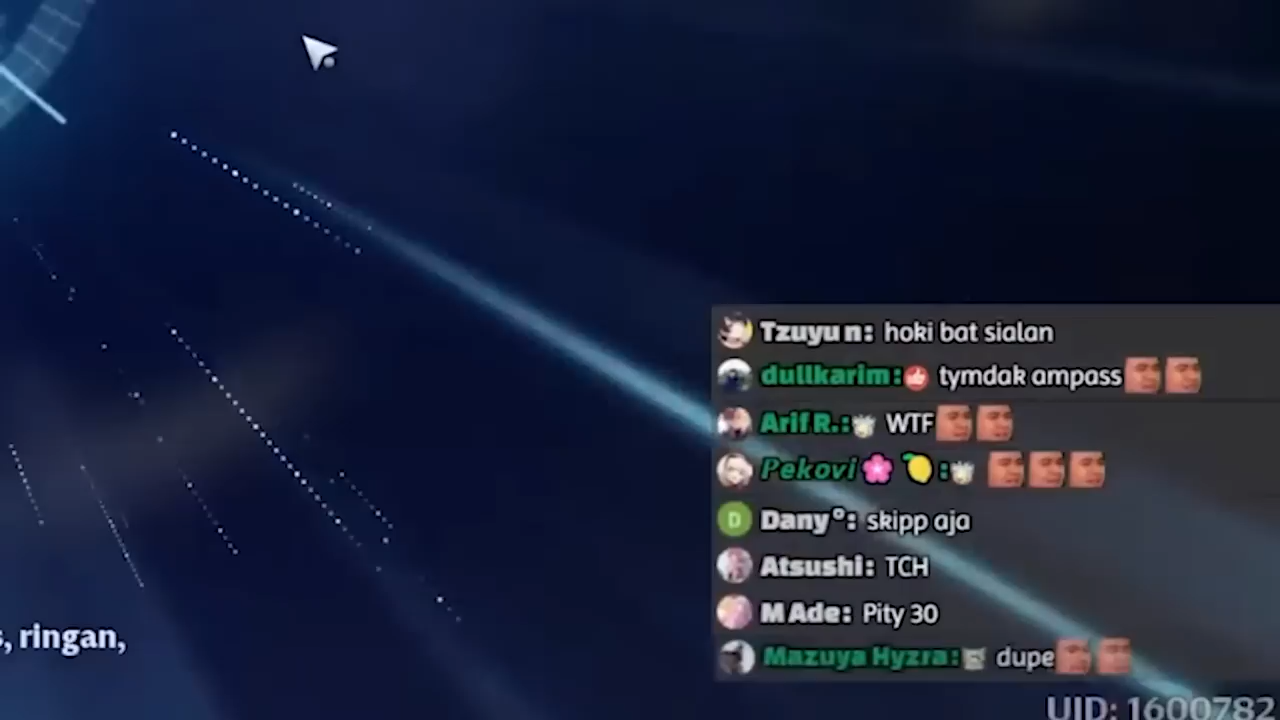 Tzuyu n: hoki bat sialan
dullkarim: tymdak ampass
Arif R.: WTF
Pekovi🌸 🍋:
D Dany°: skipp aja
Atsushi: TCH
M Ade: Pity 30
, ringan,
Mazuya Hyzra: dupe
UID: 1600782